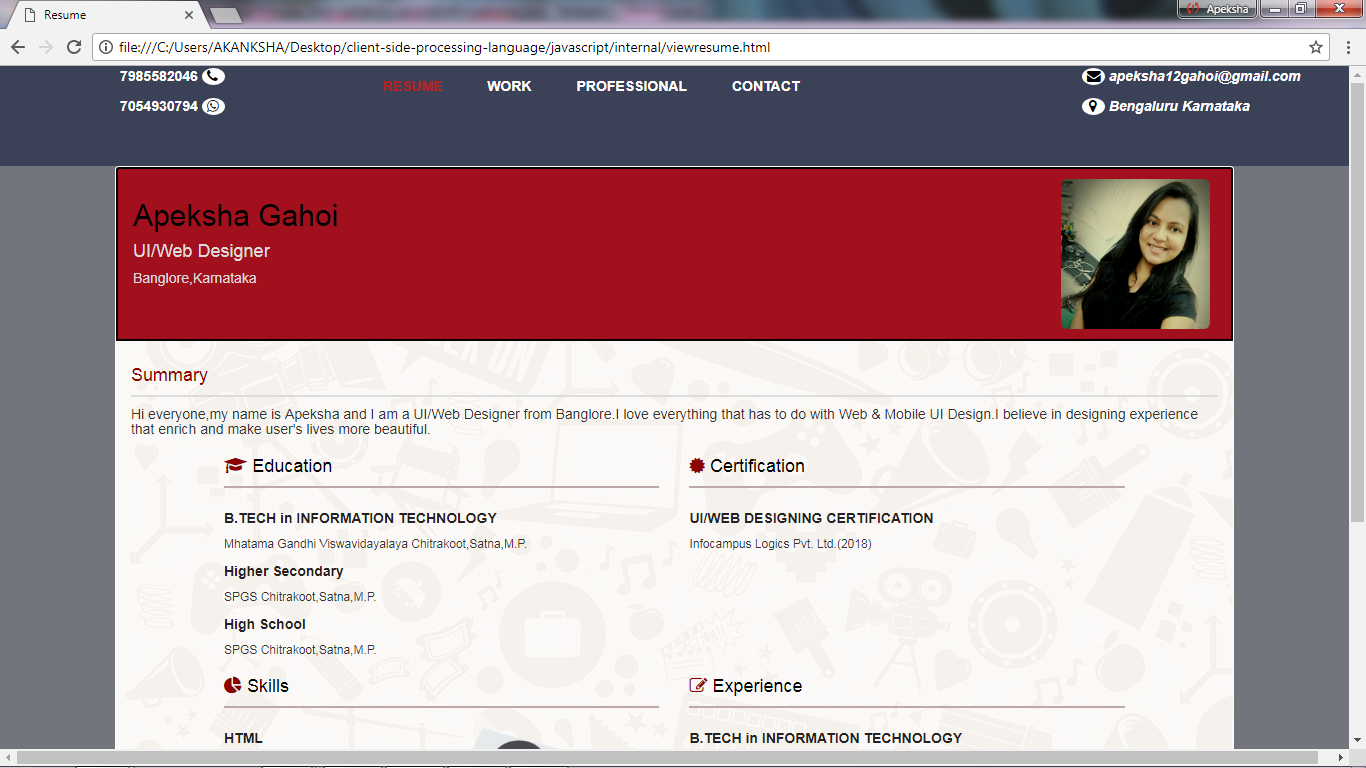 Resume
Apeksha
file:///C:/Users/AKANKSHA/Desktop/client-side-processing-language/javascript/internal/viewresume.html
7985582046
7054930794
RESUME WORK PROFESSIONAL CONTACT
apeksha12gahoi@gmail.com
Bengaluru Karnataka
Apeksha Gahoi
UI/Web Designer
Banglore,Karnataka
Summary
Hi everyone,my name is Apeksha and I am a UI/Web Designer from Banglore.I love everything that has to do with Web & Mobile UI Design.I believe in designing experience
that enrich and make user's lives more beautiful.
Education
B.TECH in INFORMATION TECHNOLOGY
Mhatama Gandhi Viswavidayalaya Chitrakoot,Satna,M.P.
Higher Secondary
SPGS Chitrakoot,Satna,M.P.
High School
SPGS Chitrakoot,Satna,M.P.
Certification
UI/WEB DESIGNING CERTIFICATION
Infocampus Logics Pvt. Ltd.(2018)
Skills
HTML
Experience
B.TECH in INFORMATION TECHNOLOGY